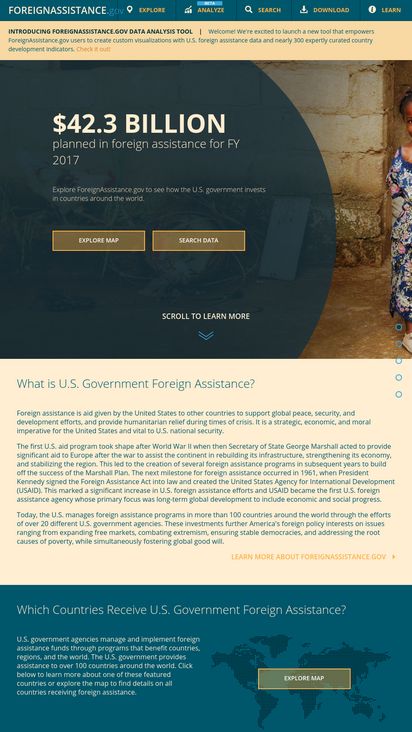 FOREIGNASSISTANCE.gov EXPLORE BETA ANALYZE SEARCH DOWNLOAD LEARN
INTRODUCING FOREIGNASSISTANCE.GOV DATA ANALYSIS TOOL | Welcome! We're excited to launch a new tool that empowers
ForeignAssistance.gov users to create custom visualizations with U.S. foreign assistance data and nearly 300 expertly curated country
development indicators. Check it out!
$42.3 BILLION
planned in foreign assistance for FY
2017
Explore ForeignAssistance.gov to see how the U.S. government invests
in countries around the world.
EXPLORE MAP SEARCH DATA
SCROLL TO LEARN MORE
What is U.S. Government Foreign Assistance?
Foreign assistance is aid given by the United States to other countries to support global peace, security, and
development efforts, and provide humanitarian relief during times of crisis. It is a strategic, economic, and moral
imperative for the United States and vital to U.S. national security.
The first U.S. aid program took shape after World War II when then Secretary of State George Marshall acted to provide
significant aid to Europe after the war to assist the continent in rebuilding its infrastructure, strengthening its economy,
and stabilizing the region. This led to the creation of several foreign assistance programs in subsequent years to build
off the success of the Marshall Plan. The next milestone for foreign assistance occurred in 1961, when President
Kennedy signed the Foreign Assistance Act into law and created the United States Agency for International Development
(USAID). This marked a significant increase in U.S. foreign assistance efforts and USAID became the first U.S. foreign
assistance agency whose primary focus was long-term global development to include economic and social progress.
Today, the U.S. manages foreign assistance programs in more than 100 countries around the world through the efforts
of over 20 different U.S. government agencies. These investments further America's foreign policy interests on issues
ranging from expanding free markets, combating extremism, ensuring stable democracies, and addressing the root
causes of poverty, while simultaneously fostering global good will.
LEARN MORE ABOUT FOREIGNASSISTANCE.GOV
Which Countries Receive U.S. Government Foreign Assistance?
U.S. government agencies manage and implement foreign
assistance funds through programs that benefit countries,
regions, and the world. The U.S. government provides
assistance to over 100 countries around the world. Click
below to learn more about one of these featured
countries or explore the map to find details on all
countries receiving foreign assistance.
EXPLORE MAP